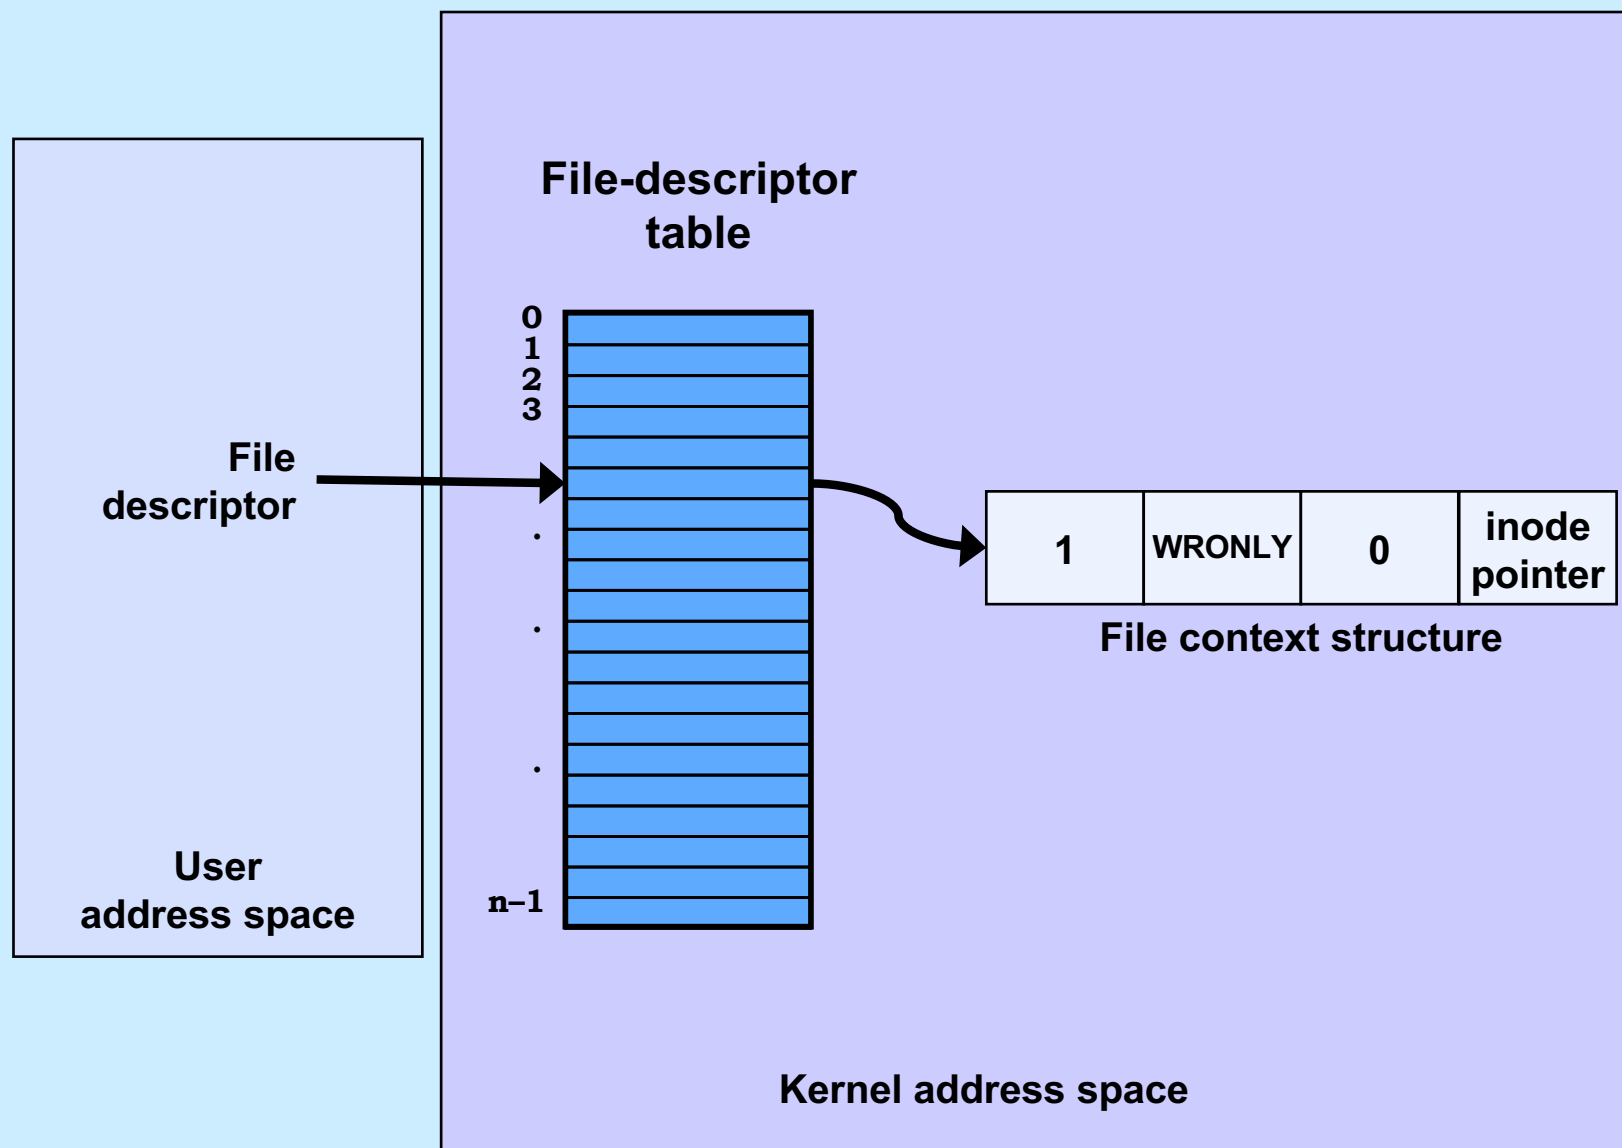 File-descriptor
table
0
1
2
3
.
.
.
n–1
File
descriptor
1
WRONLY
0
inode
pointer
File context structure
User
address space
Kernel address space